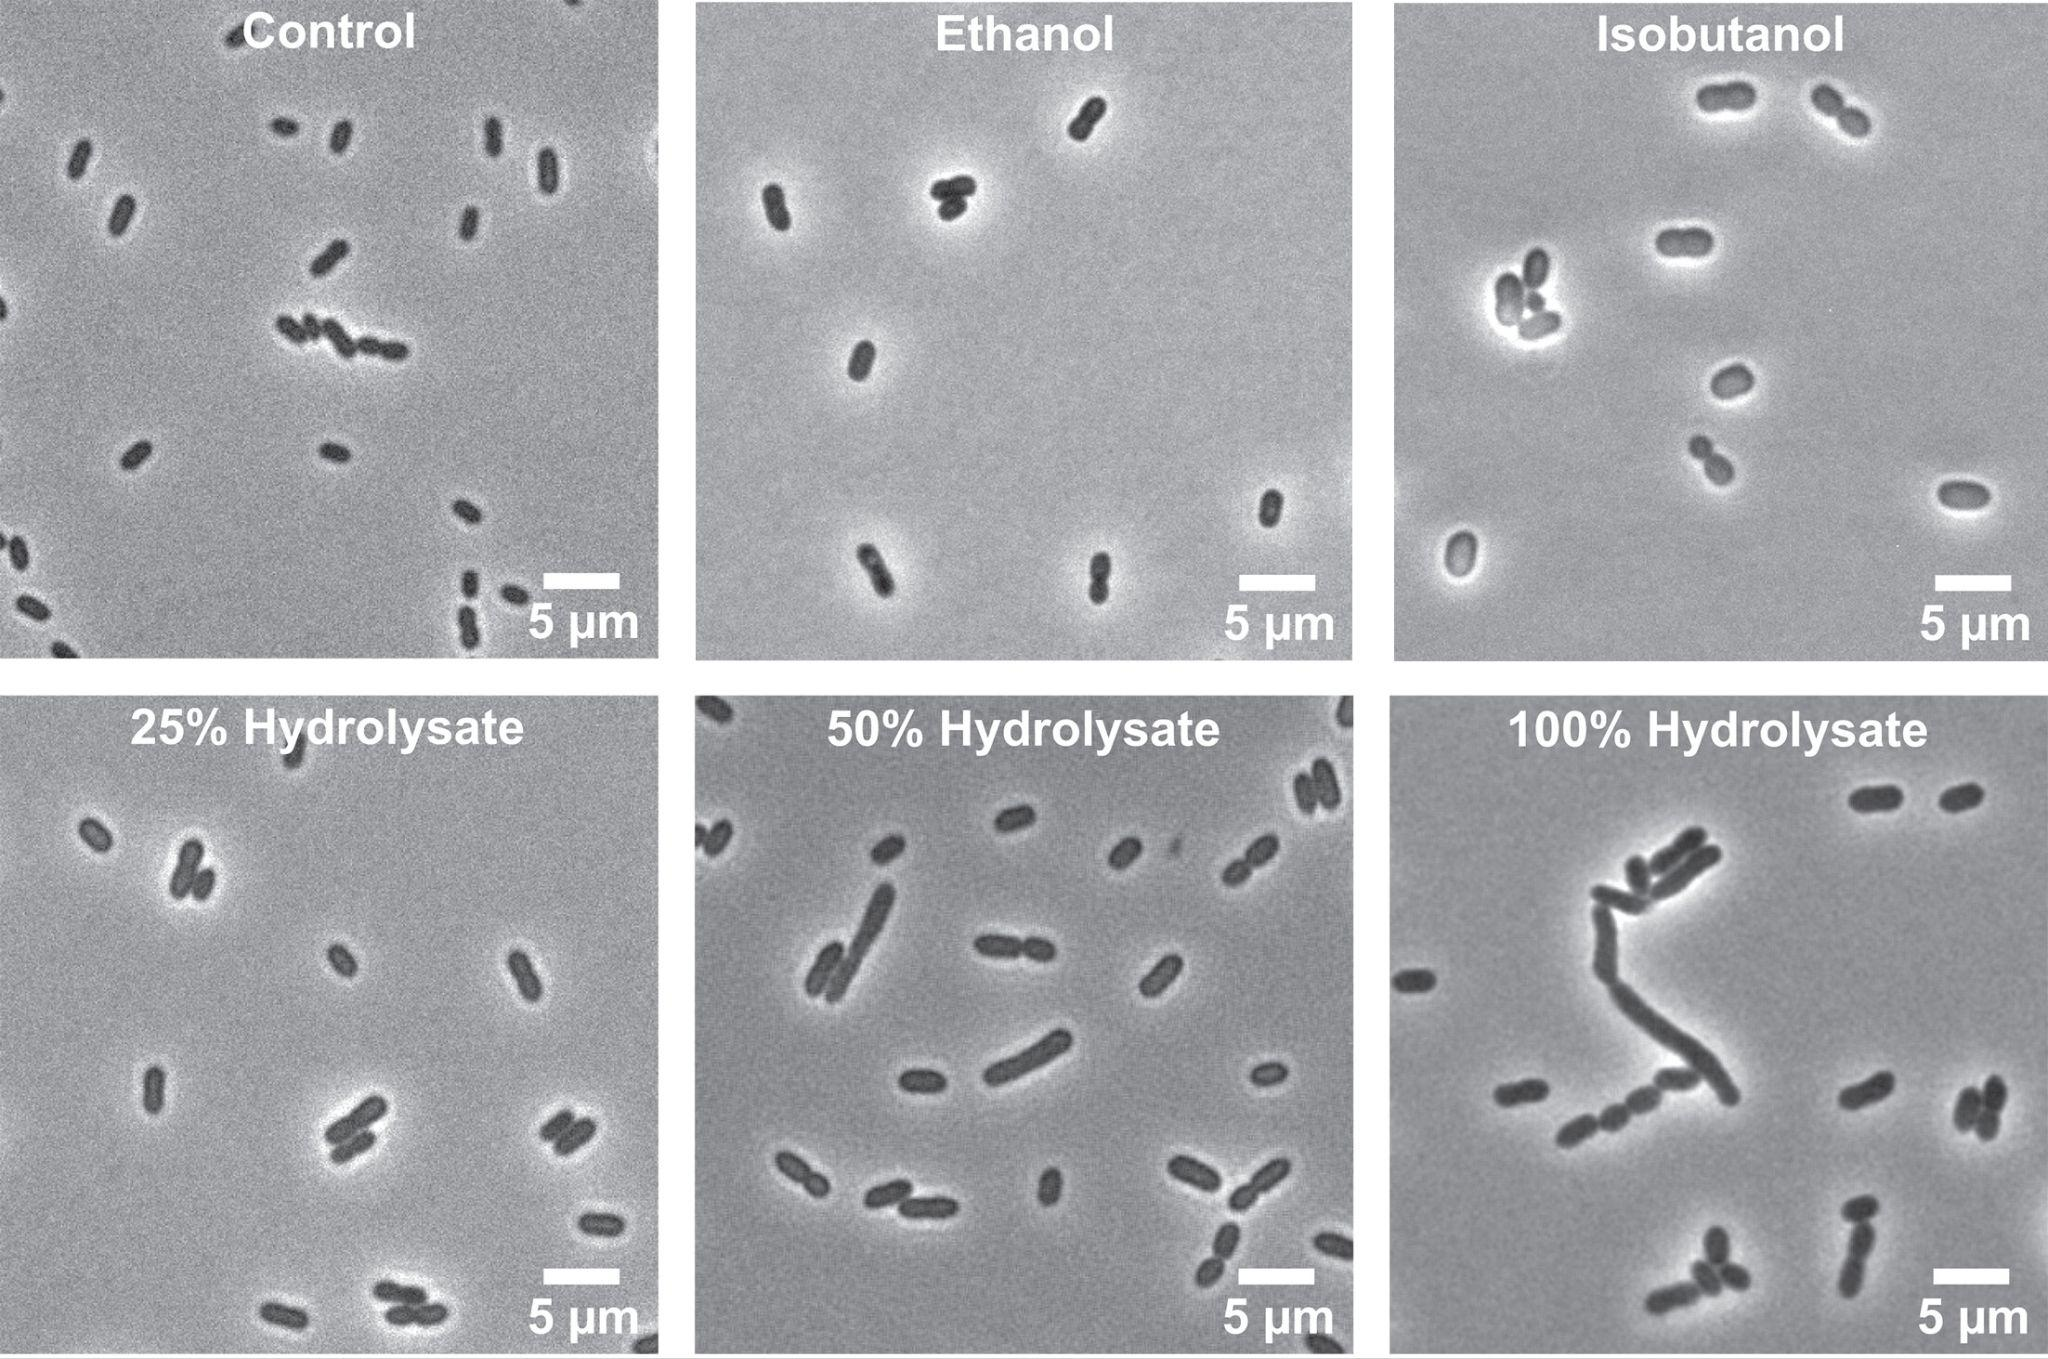 Control
Ethanol
Isobutanol
5 µm
5 µm
5 µm
25% Hydrolysate
50% Hydrolysate
100% Hydrolysate
5 µm
5 µm
5 µm